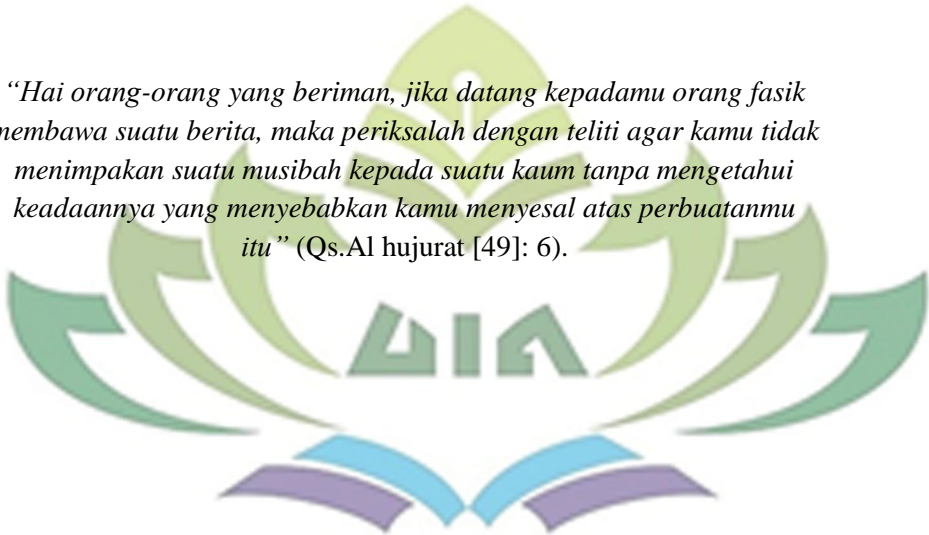 “Hai orang-orang yang beriman, jika datang kepadamu orang fasik
membawa suatu berita, maka periksalah dengan teliti agar kamu tidak
menimpakan suatu musibah kepada suatu kaum tanpa mengetahui
keadaannya yang menyebabkan kamu menyesal atas perbuatanmu
itu” (Qs.Al hujurat [49]: 6).
UIN